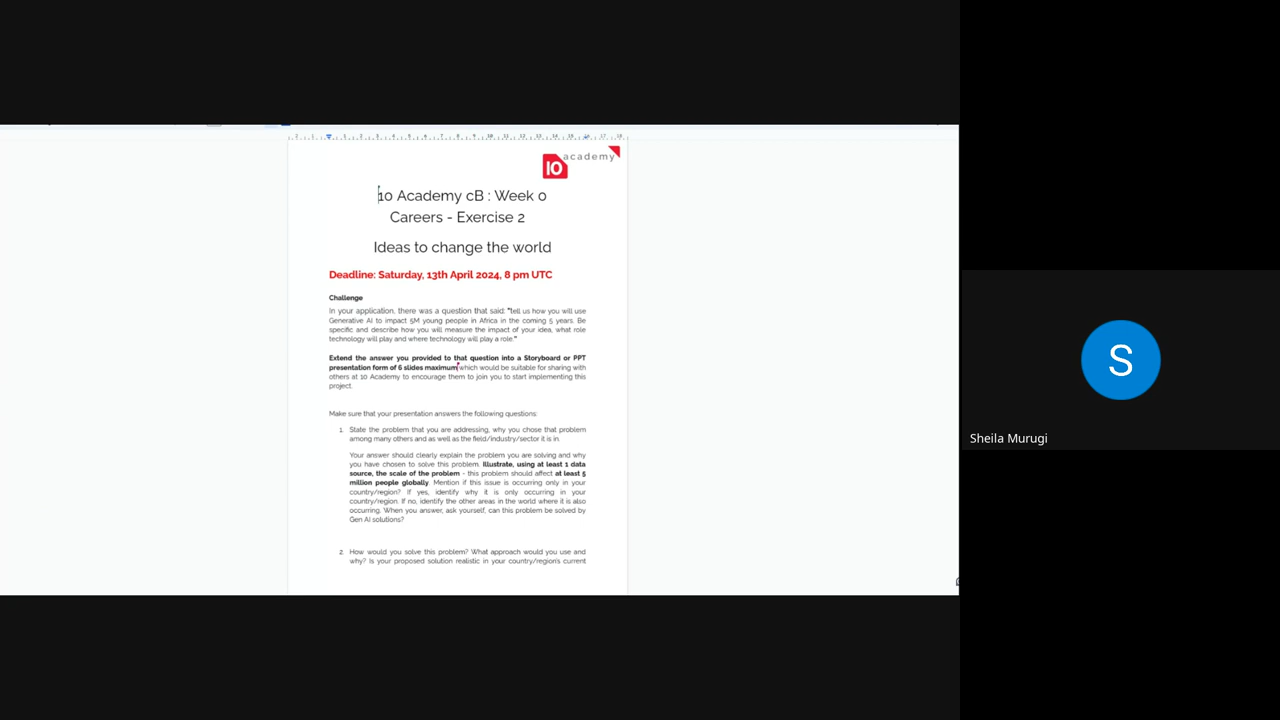 10 academy
10 Academy cB : Week 0
Careers - Exercise 2
Ideas to change the world
Deadline: Saturday, 13th April 2024, 8 pm UTC
Challenge
In your application, there was a question that said: "tell us how you will use
Generative AI to impact 5M young people in Africa in the coming 5 years. Be
specific and describe how you will measure the impact of your idea, what role
technology will play and where technology will play a role."
Extend the answer you provided to that question into a Storyboard or PPT
presentation form of 6 slides maximum which would be suitable for sharing with
others at 10 Academy to encourage them to join you to start implementing this
project.
Make sure that your presentation answers the following questions:
1. State the problem that you are addressing, why you chose that problem
among many others and as well as the field/industry/sector it is in.
Your answer should clearly explain the problem you are solving and why
you have chosen to solve this problem. Illustrate, using at least 1 data
source, the scale of the problem - this problem should affect at least 5
million people globally. Mention if this issue is occurring only in your
country/region? If yes, identify why it is only occurring in your
country/region. If no, identify the other areas in the world where it is also
occurring. When you answer, ask yourself, can this problem be solved by
Gen AI solutions?
2. How would you solve this problem? What approach would you use and
why? Is your proposed solution realistic in your country/region's current
S
Sheila Murugi